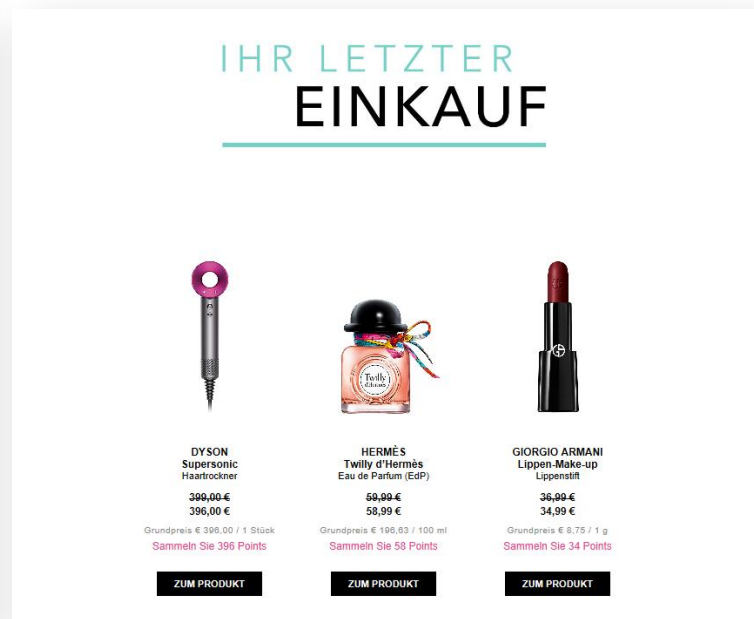 IHR LETZTER
EINKAUF
Twilly
d'Hermès
DYSON
Supersonic
Haartrockner
399,00 €
396,00 €
Grundpreis € 396,00 / 1 Stück
Sammeln Sie 396 Points
ZUM PRODUKT
HERMÈS
Twilly d'Hermès
Eau de Parfum (EdP)
59,99 €
58,99 €
Grundpreis € 196,63 / 100 ml
Sammeln Sie 58 Points
ZUM PRODUKT
GIORGIO ARMANI
Lippen-Make-up
Lippenstift
36,99 €
34,99 €
Grundpreis € 8,75 / 1 g
Sammeln Sie 34 Points
ZUM PRODUKT